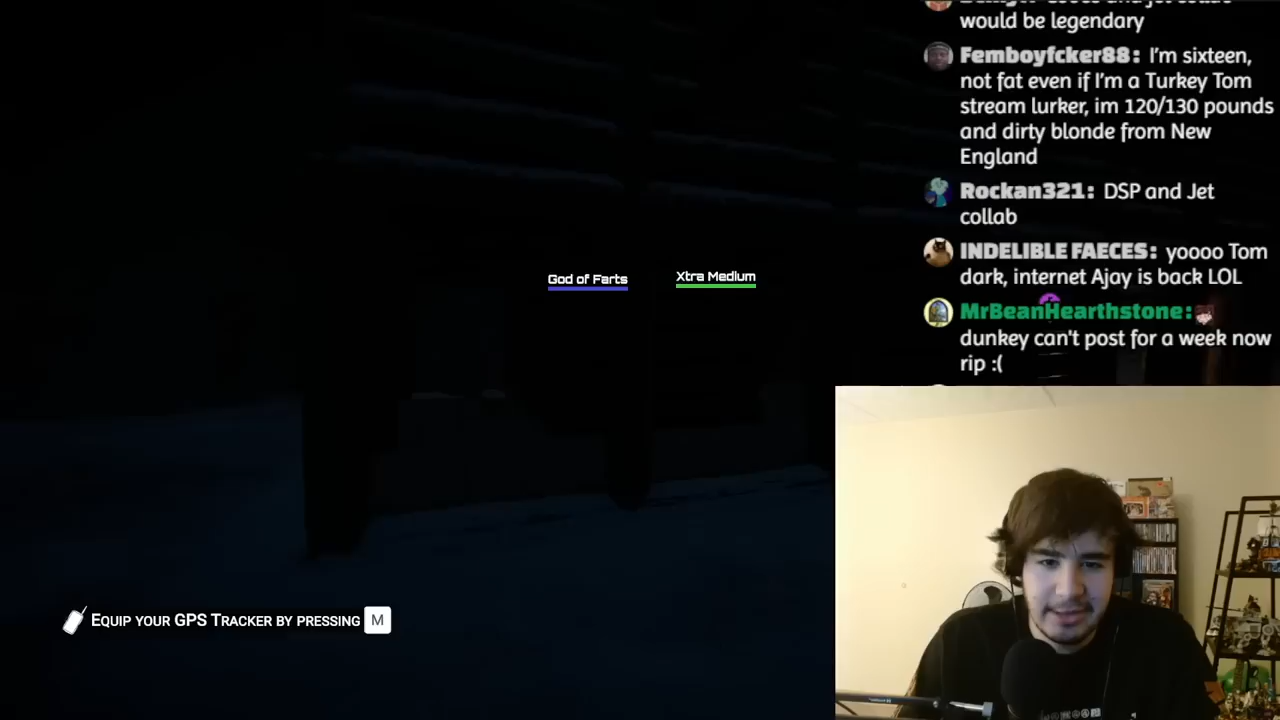 would be legendary
Femboyfcker88: I'm sixteen,
not fat even if I'm a Turkey Tom
stream lurker, im 120/130 pounds
and dirty blonde from New
England
Rockan321: DSP and Jet
collab
INDELIBLE FAECES: yoooo Tom
dark, internet Ajay is back LOL
MrBeanHearthstone:
dunkey can't post for a week now
rip :(
God of Farts
Xtra Medium
EQUIP YOUR GPS TRACKER BY PRESSING M